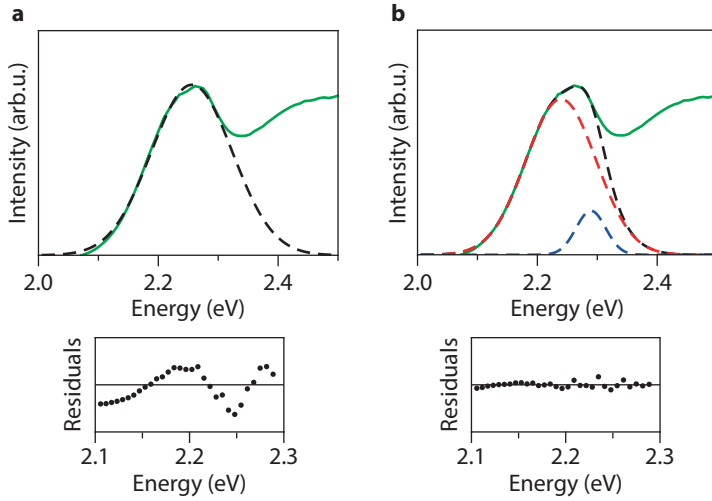 a
Intensity (arb.u.)
2.0 2.2 2.4
Energy (eV)
Residuals
2.1 2.2 2.3
Energy (eV)
b
Intensity (arb.u.)
2.0 2.2 2.4
Energy (eV)
Residuals
2.1 2.2 2.3
Energy (eV)